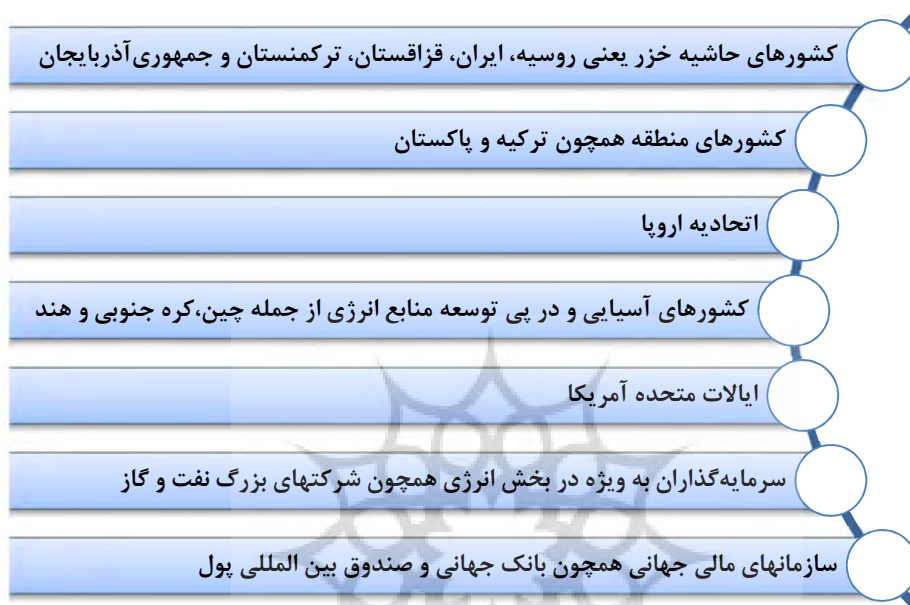 کشورهای حاشیه خزر یعنی روسیه، ایران، قزاقستان، ترکمنستان و جمهوری‌آذربایجان
کشورهای منطقه همچون ترکیه و پاکستان
اتحادیه اروپا
کشورهای آسیایی و در پی توسعه منابع انرژی از جمله چین،کره جنوبی و هند
ایالات متحده آمریکا
سرمایه‌گذاران به ویژه در بخش انرژی همچون شرکتهای بزرگ نفت و گاز
سازمانهای مالی جهانی همچون بانک جهانی و صندوق بین المللی پول